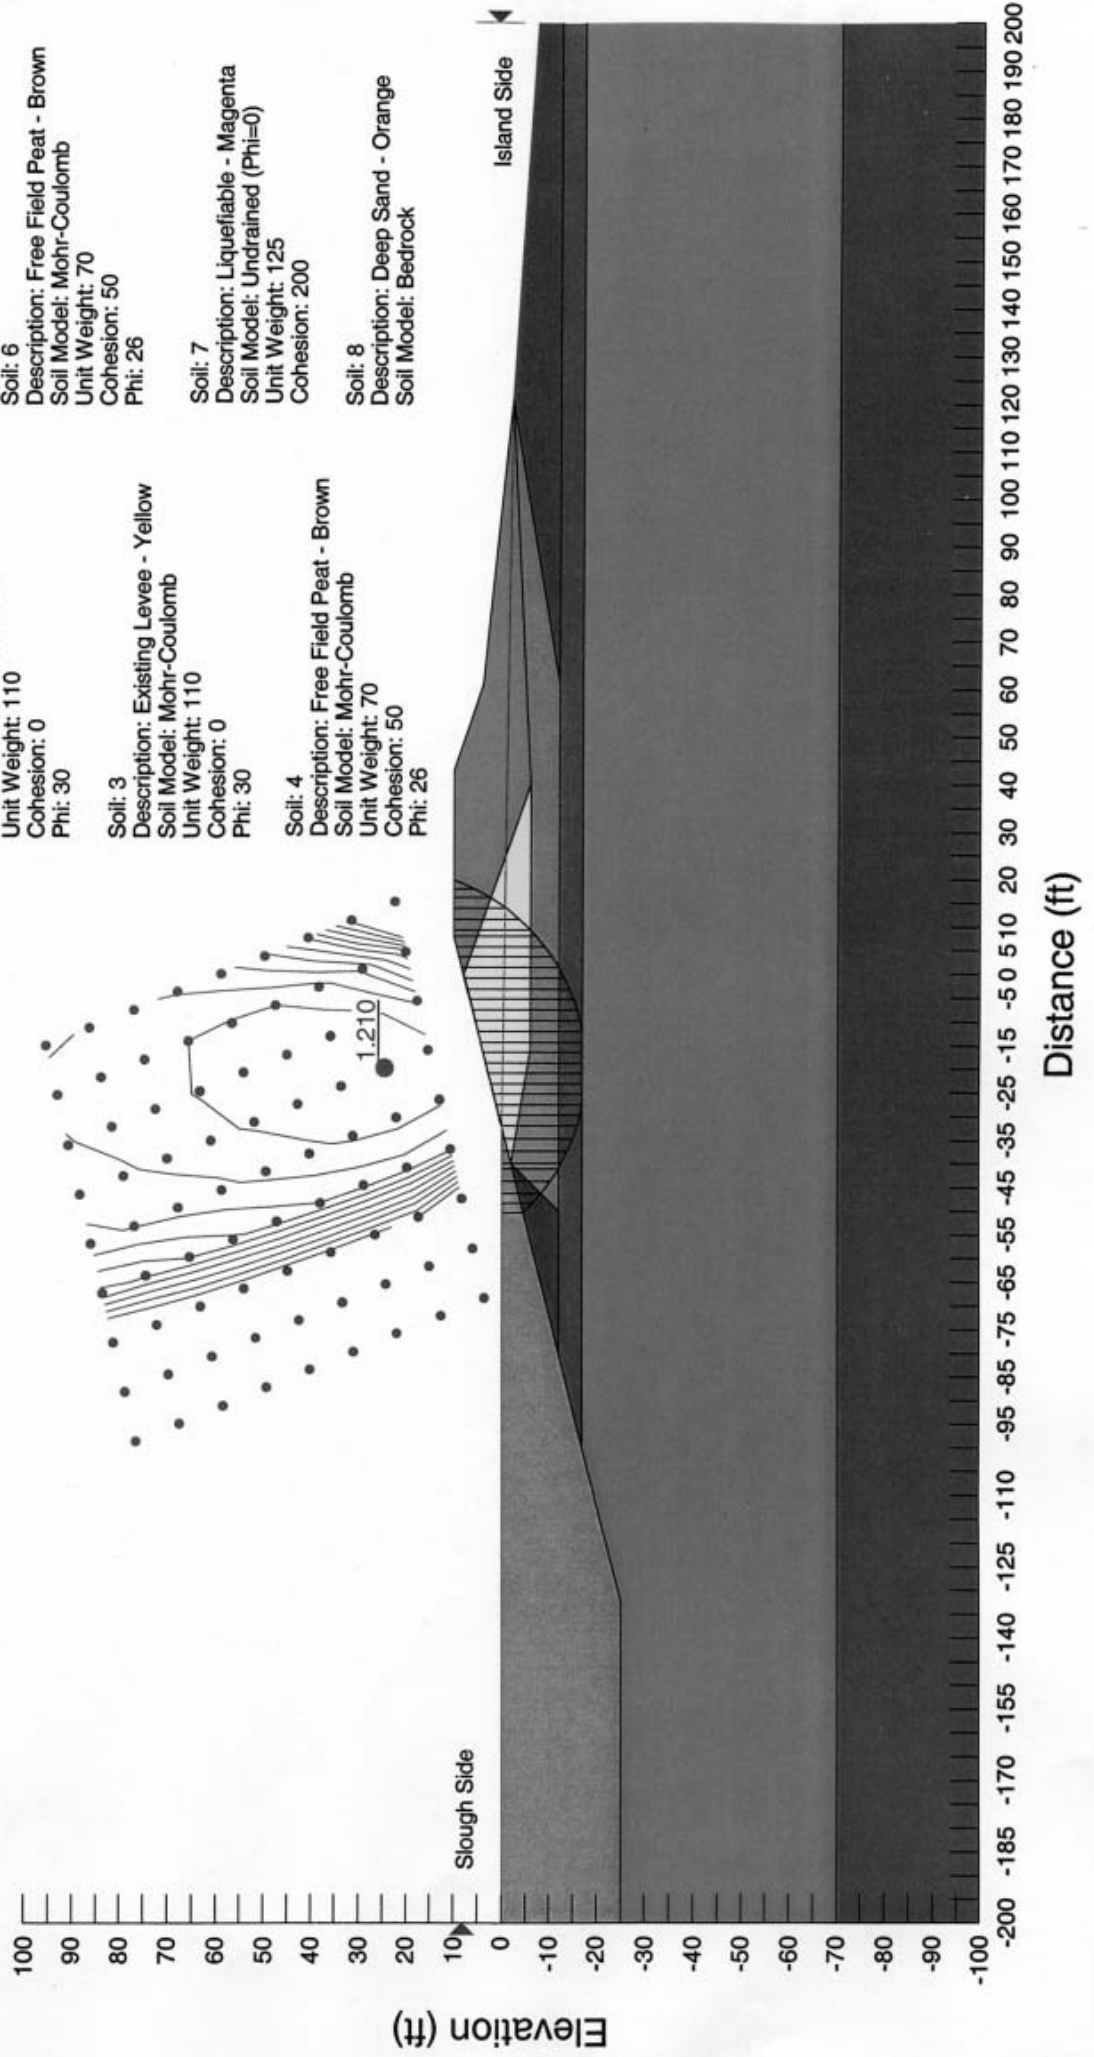 Unit Weight: 110
Cohesion: 0
Phi: 30
Soil: 3
Description: Existing Levee - Yellow
Soil Model: Mohr-Coulomb
Unit Weight: 110
Cohesion: 0
Phi: 30
Soil: 4
Description: Free Field Peat - Brown
Soil Model: Mohr-Coulomb
Unit Weight: 70
Cohesion: 50
Phi: 26
Soil: 6
Description: Free Field Peat - Brown
Soil Model: Mohr-Coulomb
Unit Weight: 70
Cohesion: 50
Phi: 26
Soil: 7
Description: Liquefiable - Magenta
Soil Model: Undrained (Phi=0)
Unit Weight: 125
Cohesion: 200
Soil: 8
Description: Deep Sand - Orange
Soil Model: Bedrock
1.210
Slough Side
Island Side
Elevation (ft)
100
90
80
70
60
50
40
30
20
10
0
-10
-20
-30
-40
-50
-60
-70
-80
-90
-100
-200 -185 -170 -155 -140 -125 -110 -95 -85 -75 -65 -55 -45 -35 -25 -15 -5 0 5 10 20 30 40 50 60 70 80 90 100 110 120 130 140 150 160 170 180 190 200
Distance (ft)